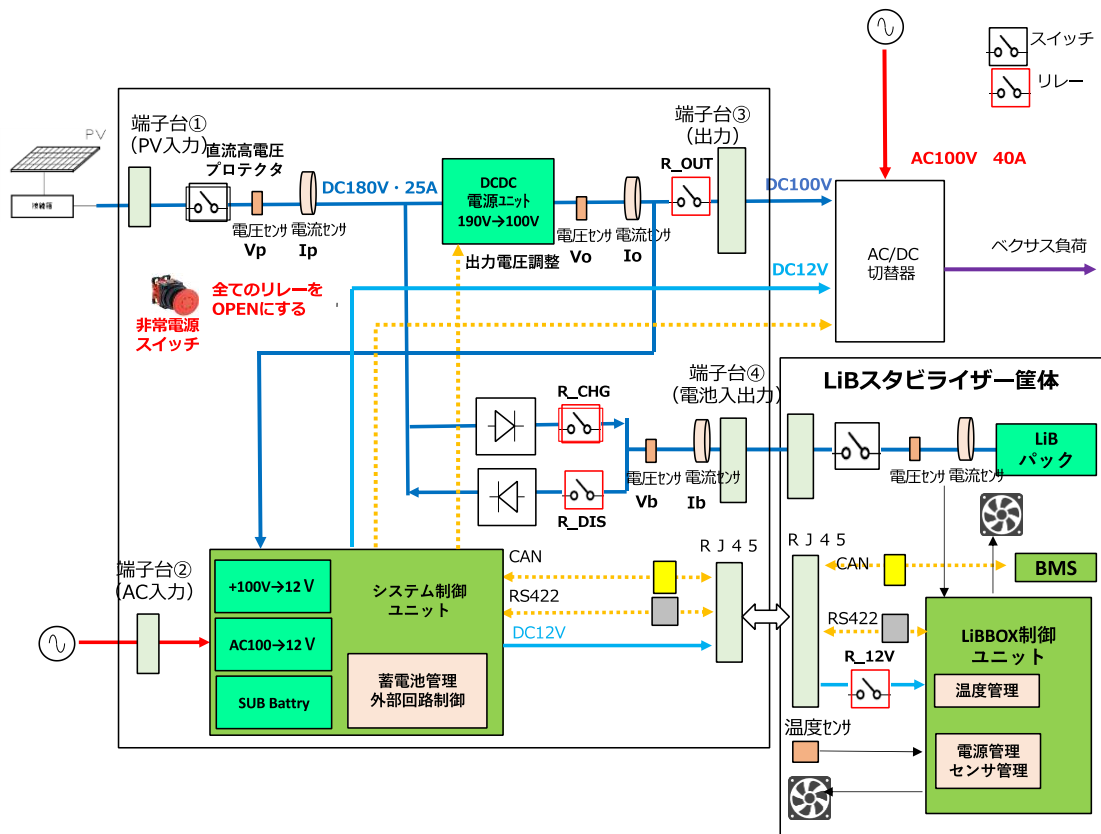 スイッチ
リレー
PV
接続箱
端子台①
(PV入力)
直流高電圧
プロテクタ
電圧センサ
Vp
電流センサ
Ip
DC180V・25A
DCDC
電源ユニット
190V→100V
出力電圧調整
電圧センサ
Vo
電流センサ
Io
R_OUT
端子台③
(出力)
DC100V
AC100V 40A
AC/DC
切替器
ベクサス負荷
DC12V
非常電源
スイッチ
全てのリレーを
OPENにする
R_CHG
R_DIS
電圧センサ
Vb
電流センサ
Ib
端子台④
(電池入出力)
LiBスタビライザー筐体
電圧センサ
電流センサ
LiB
パック
端子台②
(AC入力)
+100V→12V
AC100→12V
SUB Battry
システム制御
ユニット
蓄電池管理
外部回路制御
CAN
RS422
DC12V
RJ45
RJ45
CAN
BMS
RS422
R_12V
LiBBOX制御
ユニット
温度管理
電源管理
センサ管理
温度センサ